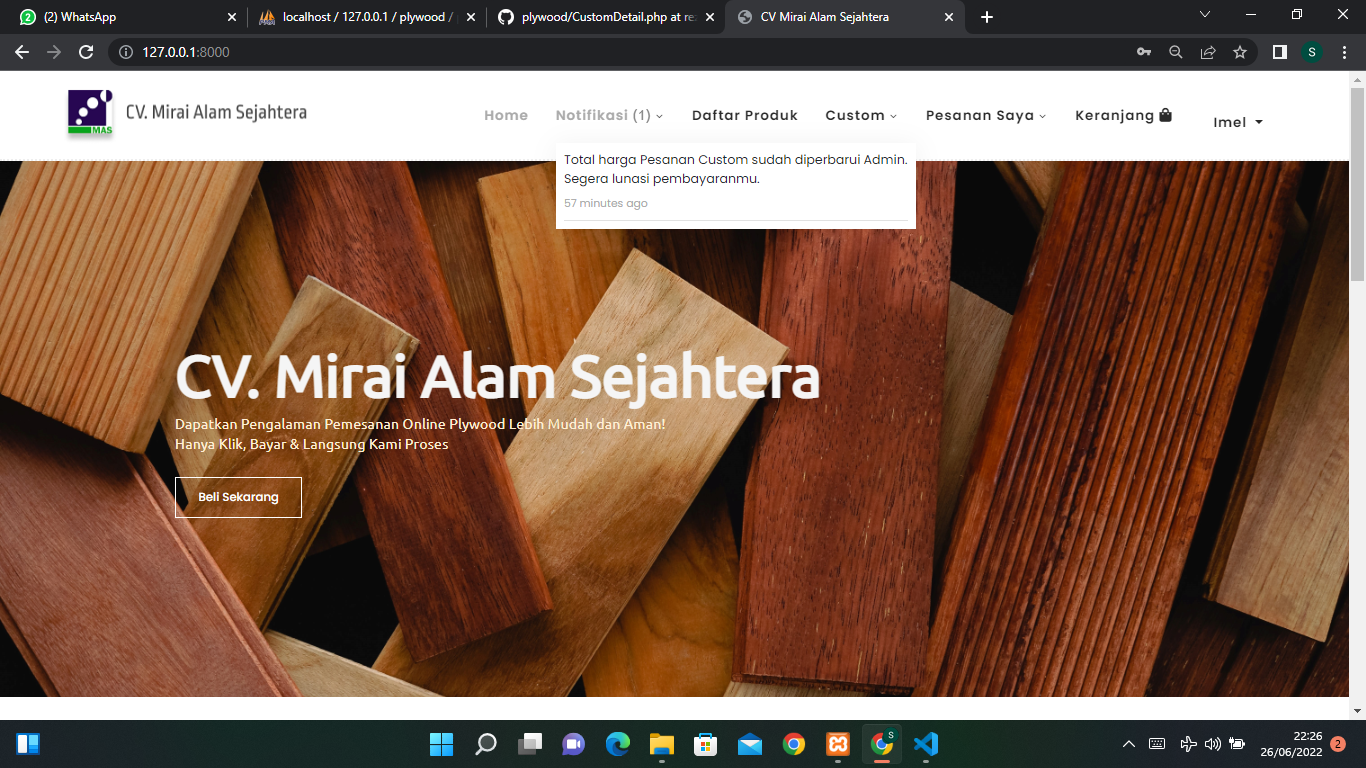 2
(2) WhatsApp
localhost / 127.0.0.1 / plywood /
plywood/CustomDetail.php at re
CV Mirai Alam Sejahtera
127.0.0.1:8000
S
MAS
CV. Mirai Alam Sejahtera
Home
Notifikasi (1)
Daftar Produk
Custom
Pesanan Saya
Keranjang
Imel
Total harga Pesanan Custom sudah diperbarui Admin.
Segera lunasi pembayaranmu.
57 minutes ago
CV. Mirai Alam Sejahtera
Dapatkan Pengalaman Pemesanan Online Plywood Lebih Mudah dan Aman!
Hanya Klik, Bayar & Langsung Kami Proses
Beli Sekarang
S
22:26
26/06/2022
2